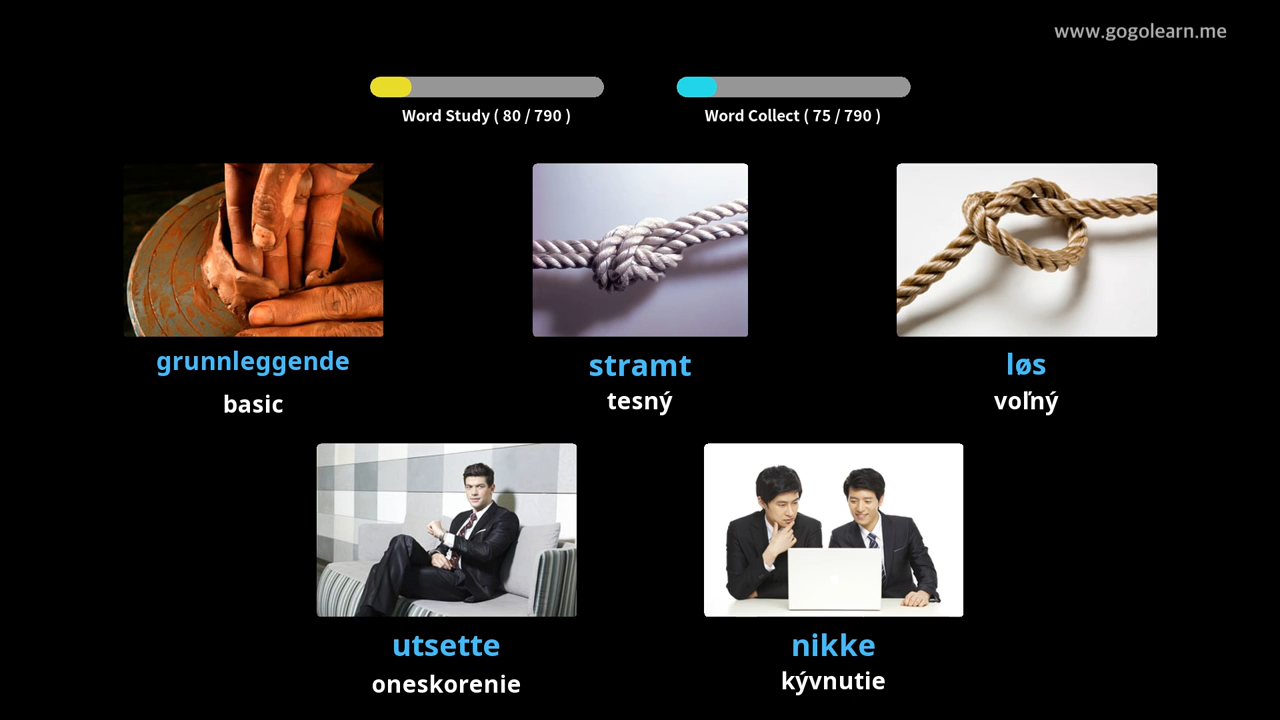 www.gogolearn.me
Word Study ( 80 / 790 )
Word Collect ( 75 / 790 )
grunnleggende
basic
stramt
tesný
løs
voľný
utsette
oneskorenie
nikke
kývnutie